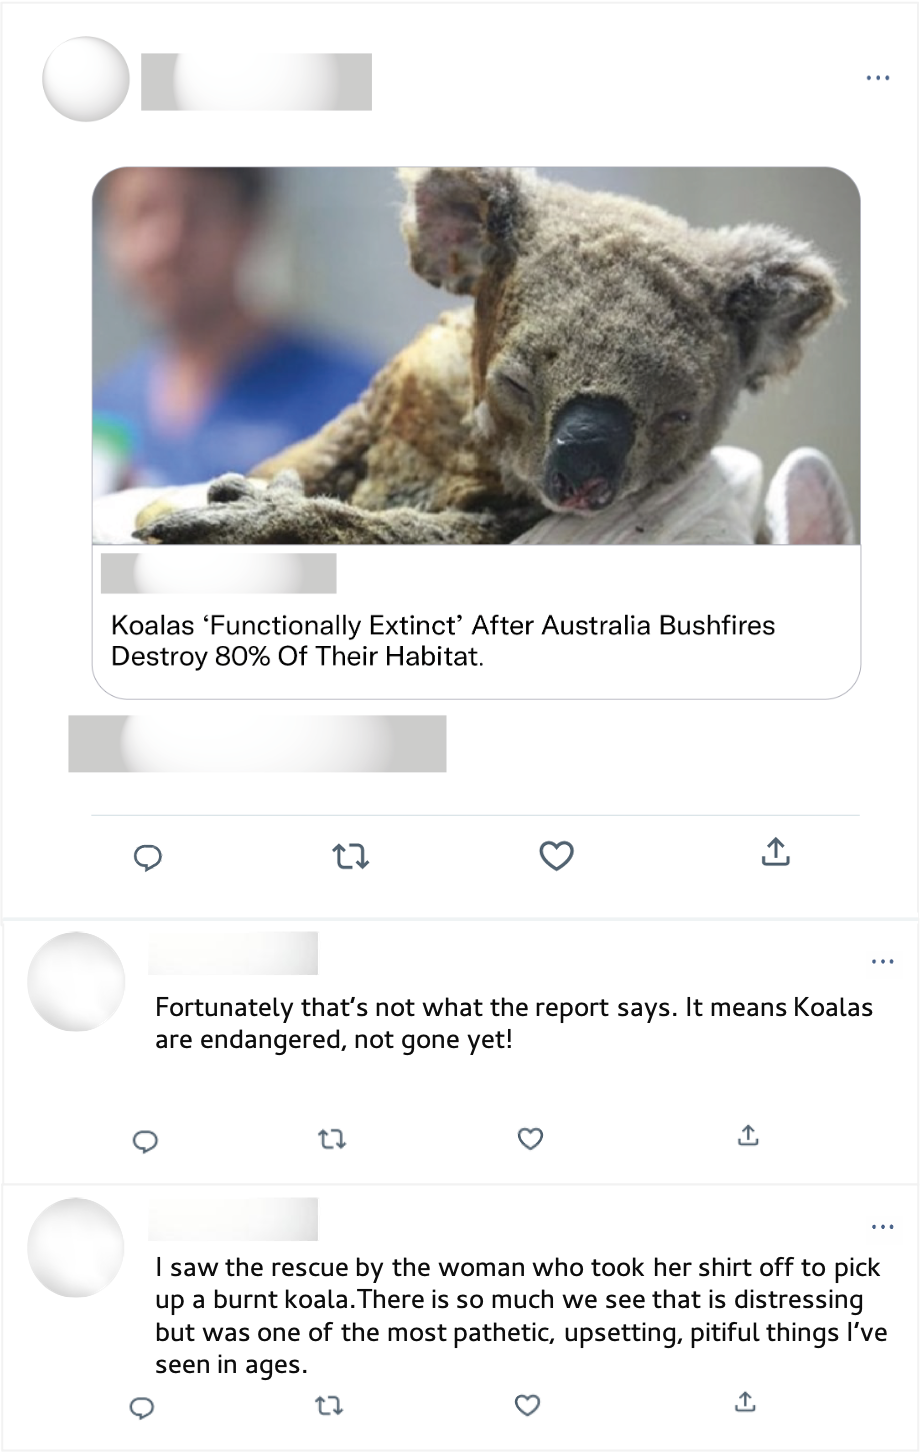 Koalas ‘Functionally Extinct’ After Australia Bushfires
Destroy 80% Of Their Habitat.
Fortunately that’s not what the report says. It means Koalas
are endangered, not gone yet!
I saw the rescue by the woman who took her shirt off to pick
up a burnt koala.There is so much we see that is distressing
but was one of the most pathetic, upsetting, pitiful things I’ve
seen in ages.